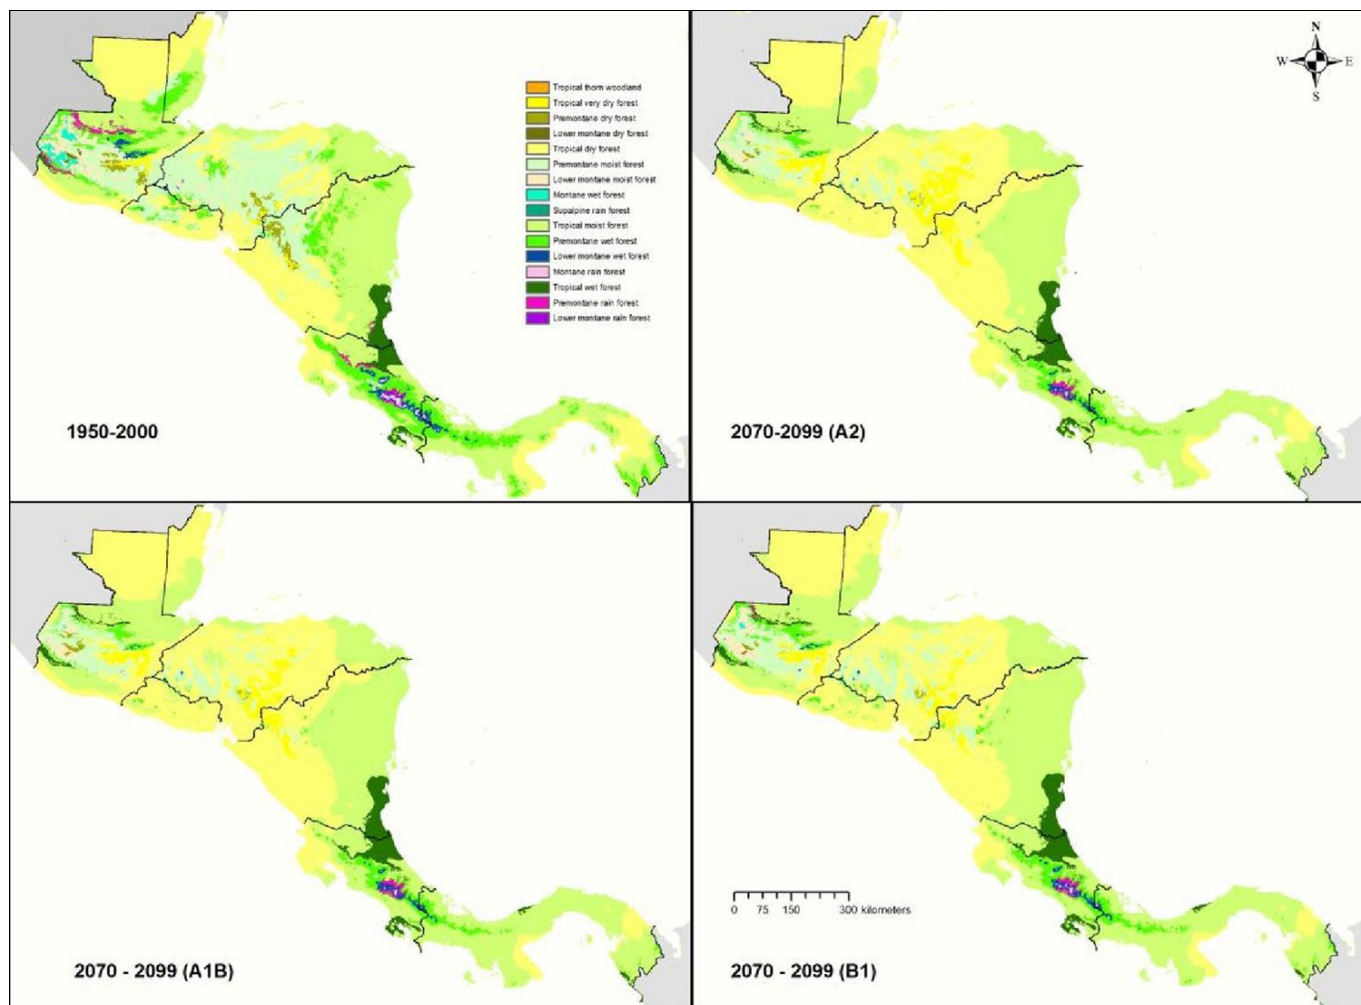 N
W E
S
Tropical thorn woodland
Tropical very dry forest
Premontane dry forest
Lower montane dry forest
Tropical dry forest
Premontane moist forest
Lower montane moist forest
Montane wet forest
Supalpine rain forest
Tropical moist forest
Premontane wet forest
Lower montane wet forest
Montane rain forest
Tropical wet forest
Premontane rain forest
Lower montane rain forest
1950-2000
2070-2099 (A2)
0 75 150 300 kilometers
2070 - 2099 (A1B)
2070 - 2099 (B1)